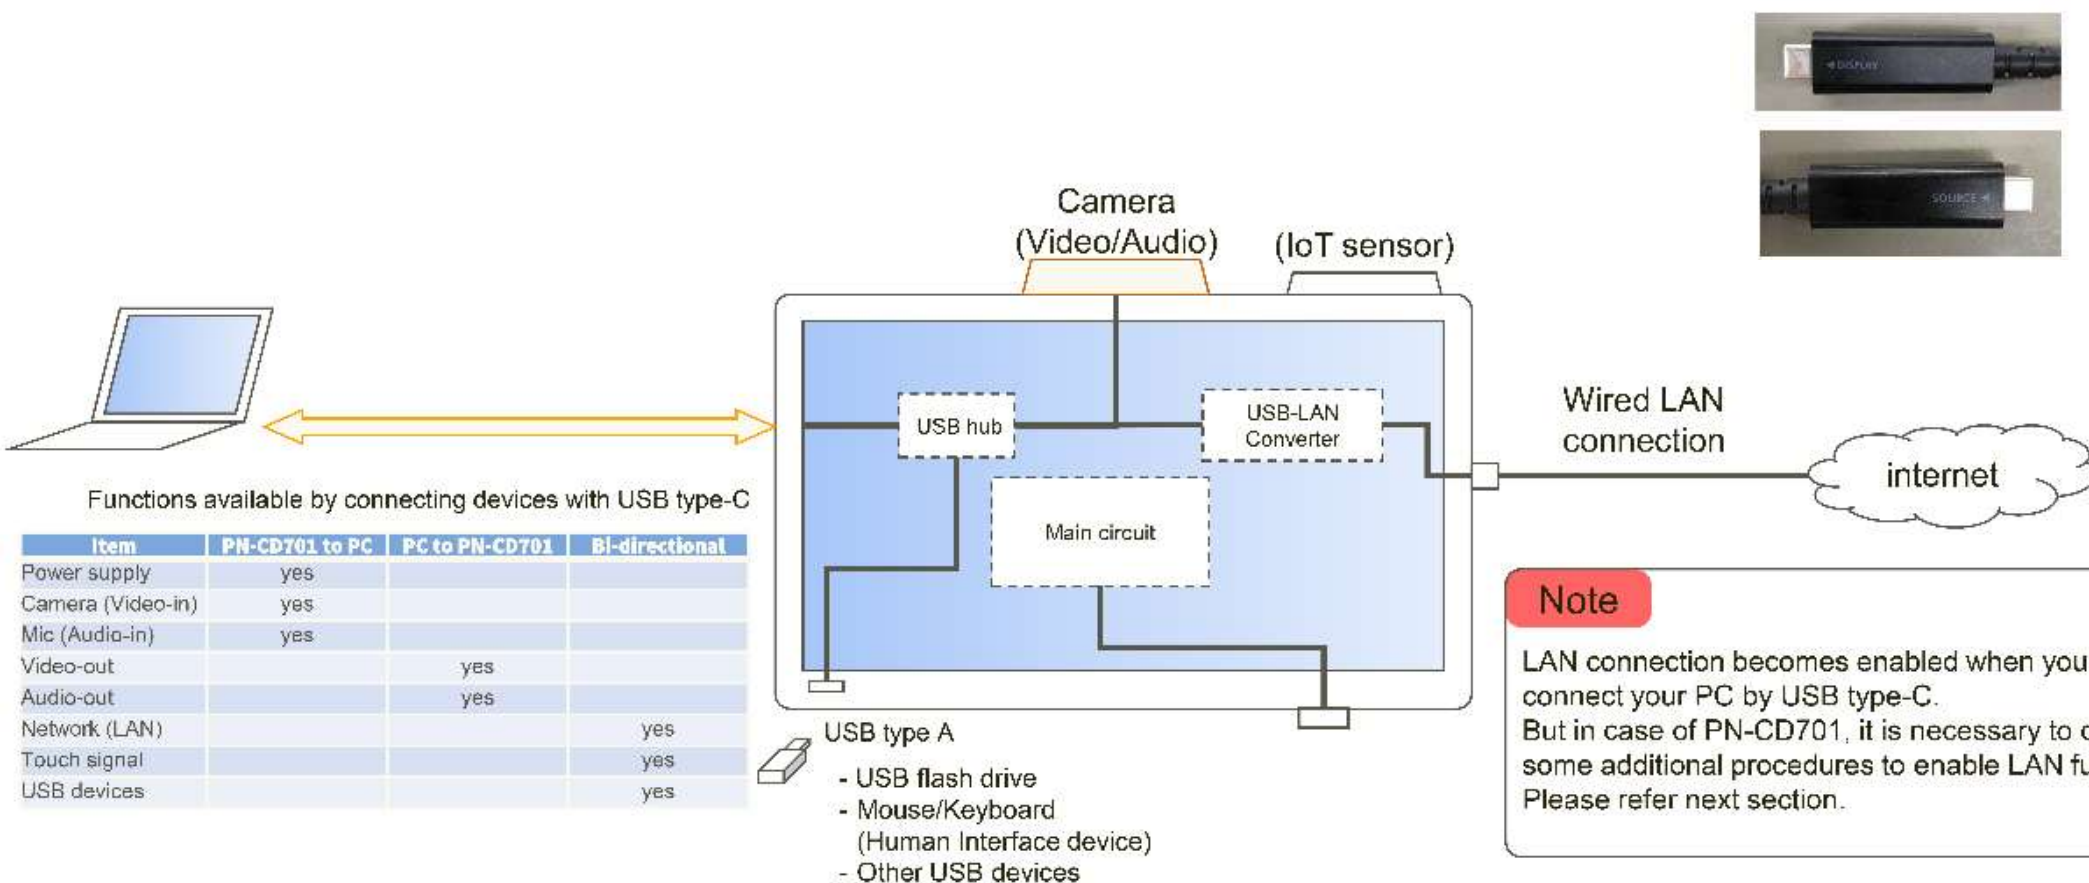 ◄ DISPLAY
SOURCE ◄
Camera
(Video/Audio)
(IoT sensor)
USB hub
USB-LAN
Converter
Main circuit
Wired LAN
connection
internet
Functions available by connecting devices with USB type-C
Item PN-CD701 to PC PC to PN-CD701 Bi-directional
Power supply yes
Camera (Video-in) yes
Mic (Audio-in) yes
Video-out yes
Audio-out yes
Network (LAN) yes
Touch signal yes
USB devices yes
USB type A
- USB flash drive
- Mouse/Keyboard
(Human Interface device)
- Other USB devices
Note
LAN connection becomes enabled when you
connect your PC by USB type-C.
But in case of PN-CD701, it is necessary to
some additional procedures to enable LAN
Please refer next section.